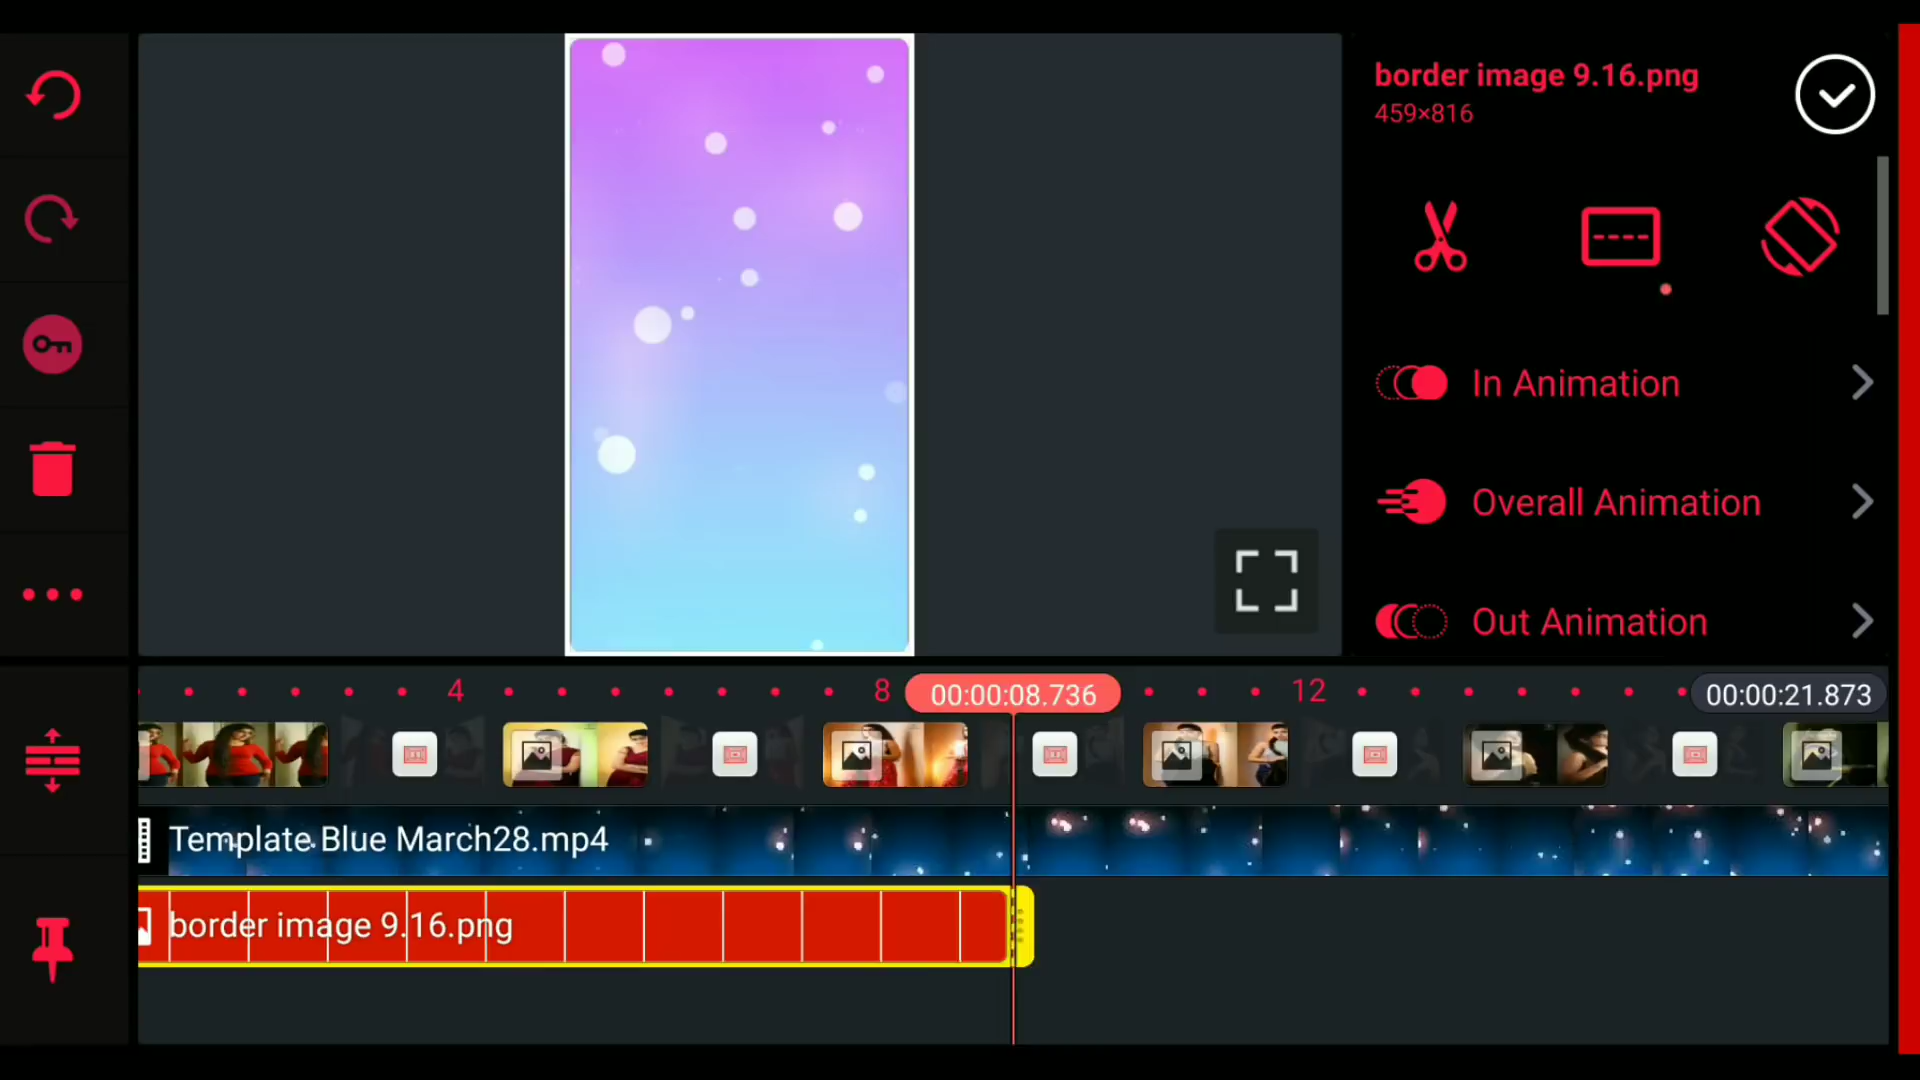 border image 9.16.png
459×816
In Animation
Overall Animation
Out Animation
4
8
00:00:08.736
12
00:00:21.873
Template Blue March28.mp4
border image 9.16.png